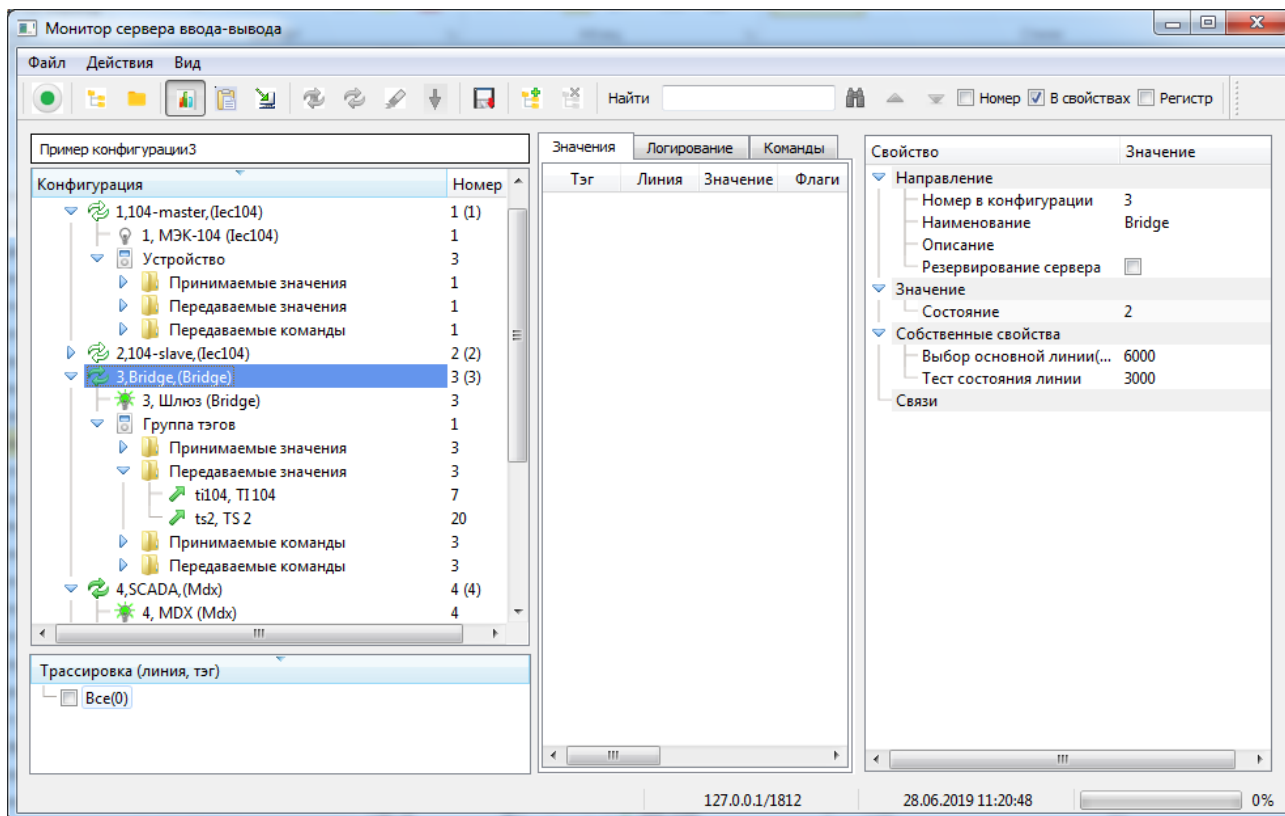 Монитор сервера ввода-вывода
Файл Действия Вид
Найти Номер В свойствах Регистр
Пример конфигурации3
Конфигурация Номер
1,104-master,(Iec104) 1 (1)
1, МЭК-104 (Iec104) 1
Устройство 3
Принимаемые значения 1
Передаваемые значения 1
Передаваемые команды 1
2,104-slave,(Iec104) 2 (2)
3,Bridge,(Bridge) 3 (3)
3, Шлюз (Bridge) 3
Группа тэгов 1
Принимаемые значения 3
Передаваемые значения 3
ti104, TI 104 7
ts2, TS 2 20
Принимаемые команды 3
Передаваемые команды 3
4,SCADA,(Mdx) 4 (4)
4, MDX (Mdx) 4
Трассировка (линия, тэг)
Все(0)
Значения Логирование Команды
Тэг Линия Значение Флаги
Свойство Значение
Направление
Номер в конфигурации 3
Наименование Bridge
Описание
Резервирование сервера
Значение
Состояние 2
Собственные свойства
Выбор основной линии(... 6000
Тест состояния линии 3000
Связи
127.0.0.1/1812 28.06.2019 11:20:48 0%